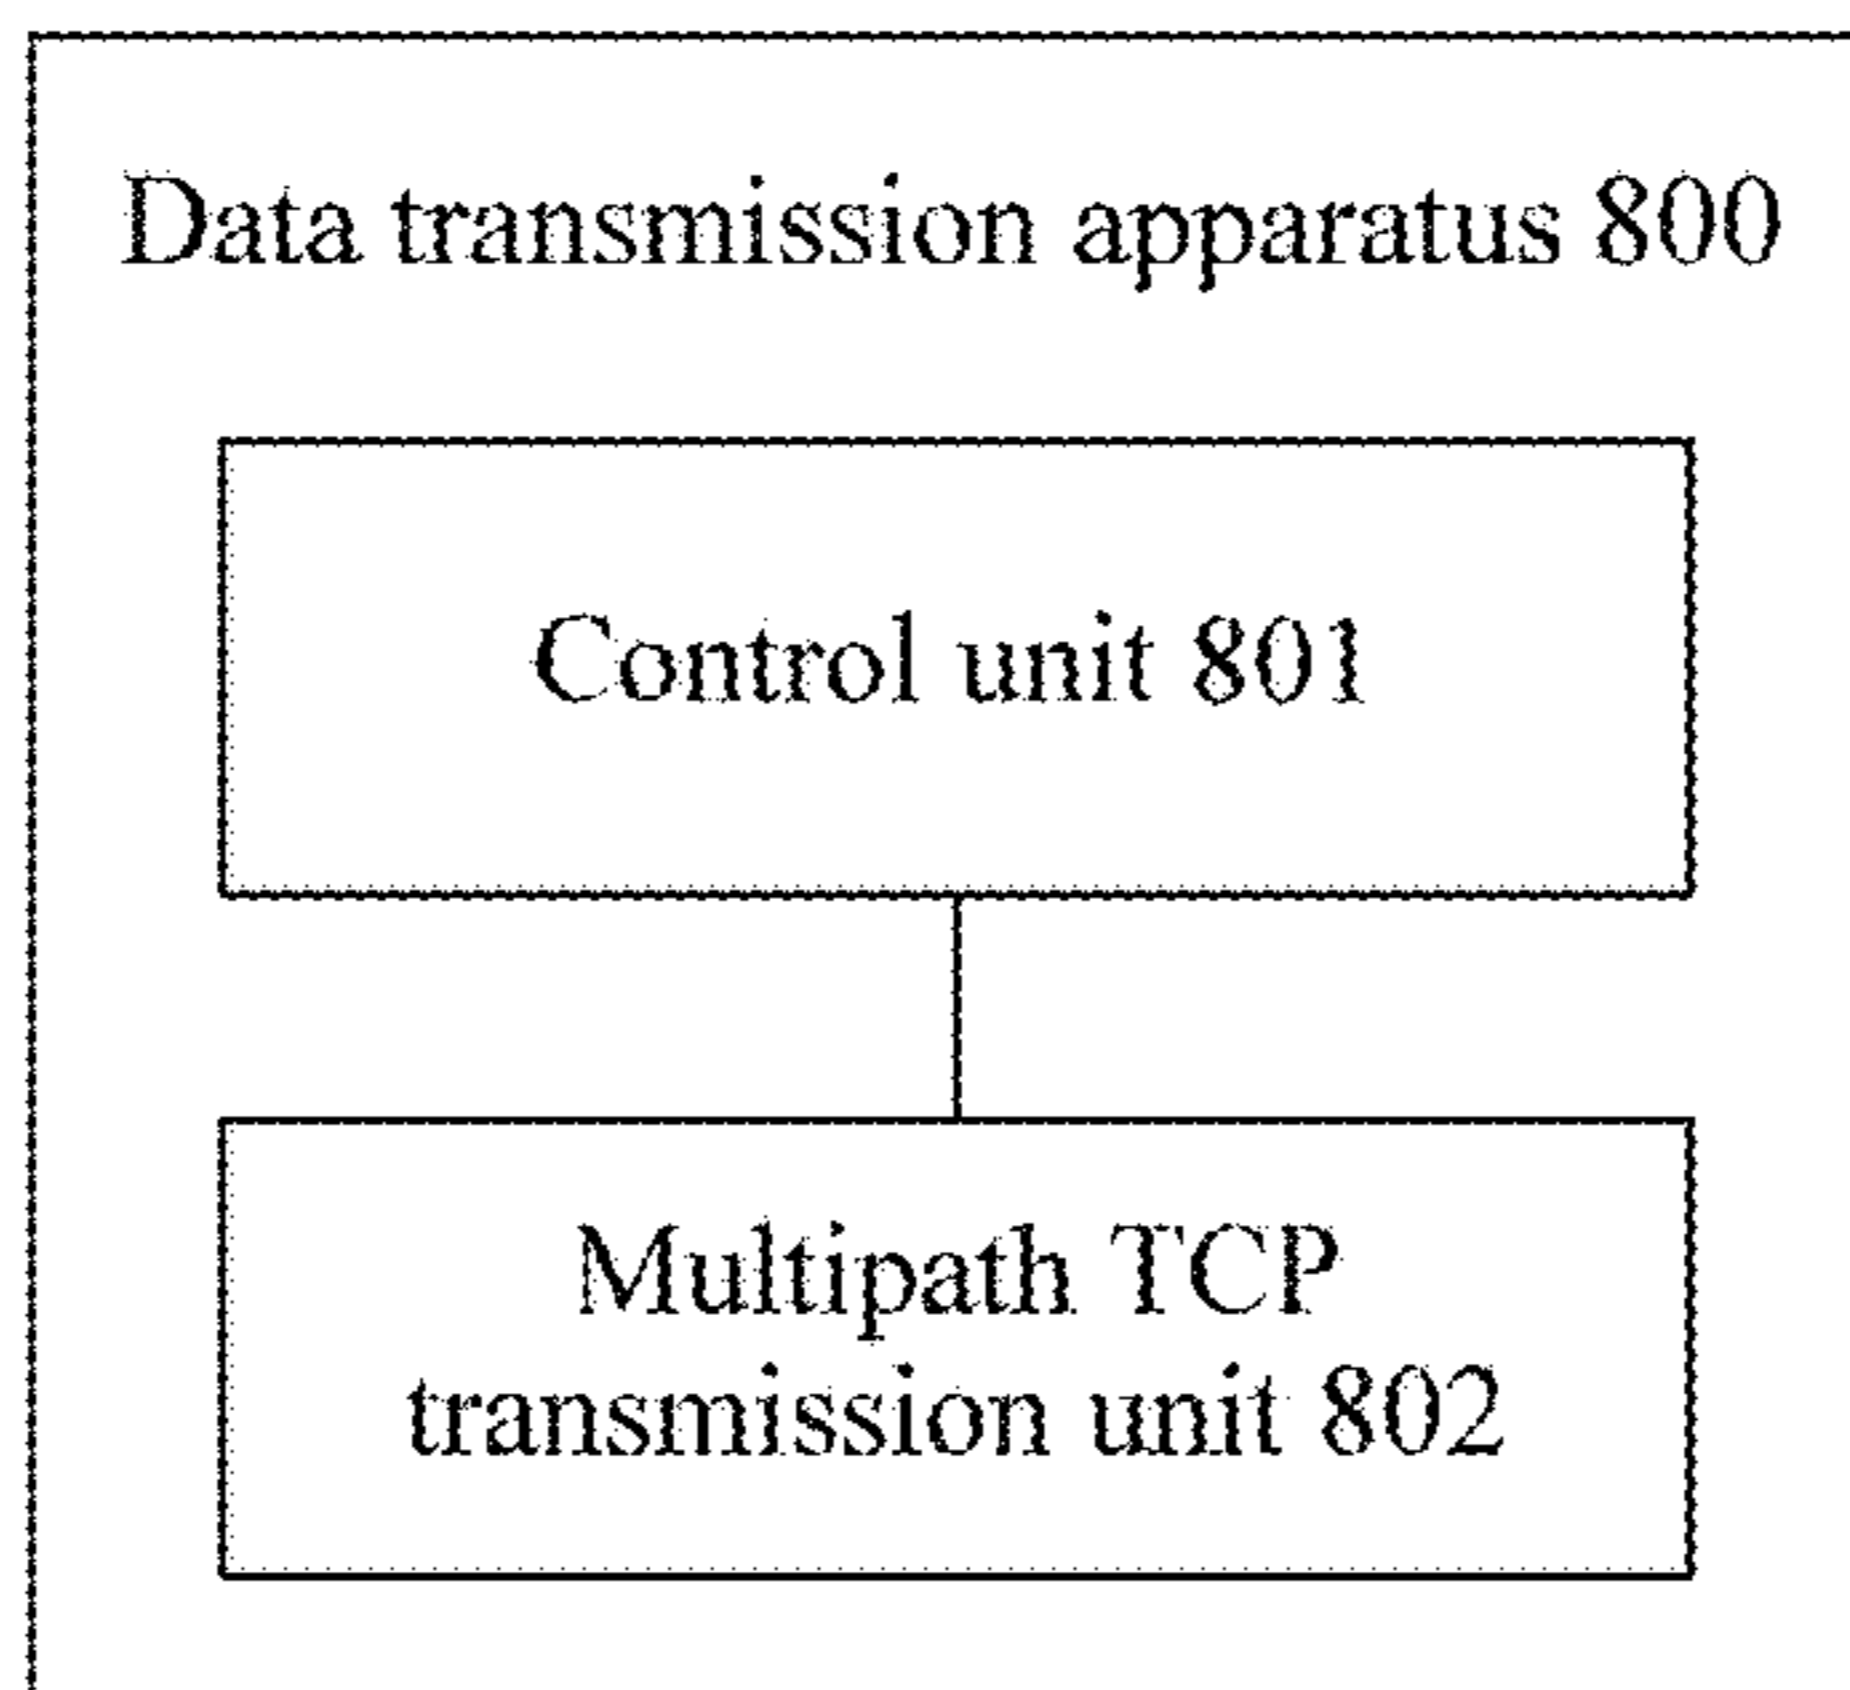 Data transmission apparatus 800
Control unit 801
Multipath TCP
transmission unit 802